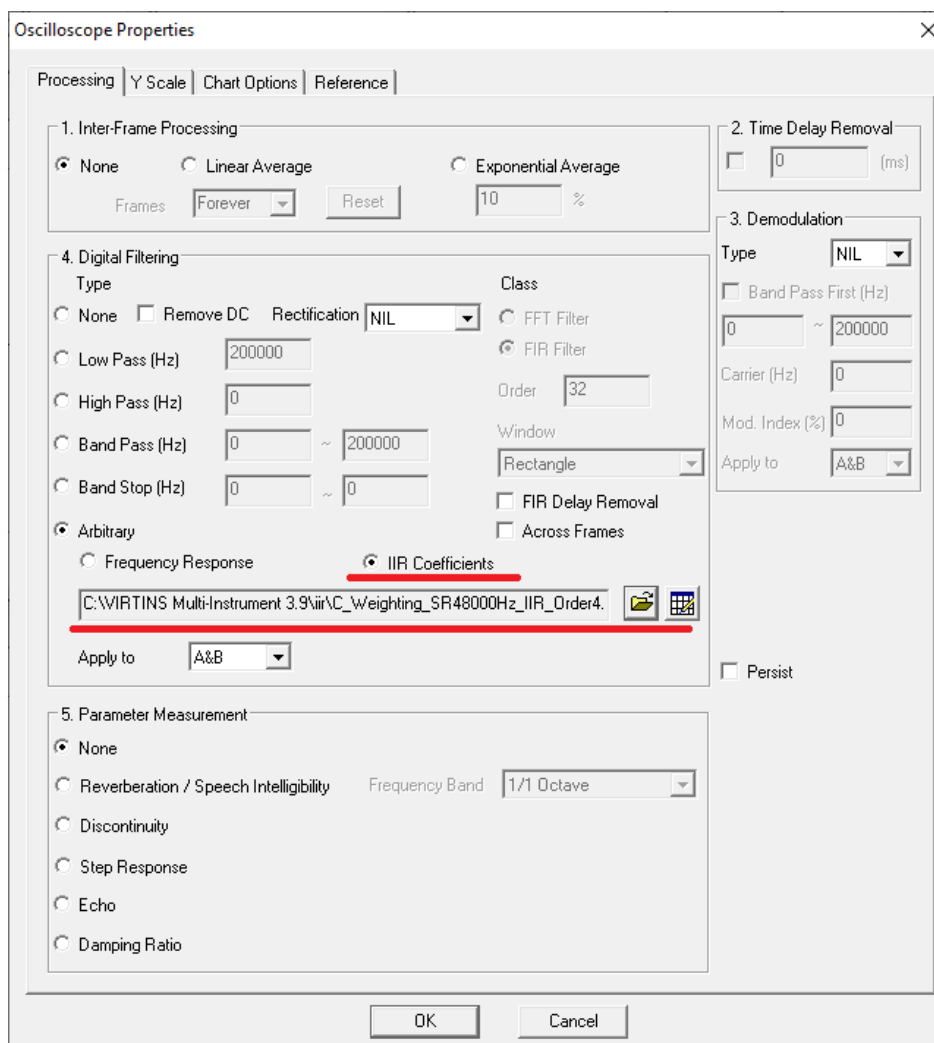 Oscilloscope Properties
Processing Y Scale Chart Options Reference
1. Inter-Frame Processing
None Linear Average Exponential Average
Frames Forever Reset 10 %
2. Time Delay Removal
0 (ms)
3. Demodulation
Type NIL
Band Pass First (Hz)
0 ~ 200000
Carrier (Hz) 0
Mod. Index (%) 0
Apply to A&B
4. Digital Filtering
Type Class
None Remove DC Rectification NIL FFT Filter
Low Pass (Hz) 200000 FIR Filter
High Pass (Hz) 0 Order 32
Band Pass (Hz) 0 ~ 200000 Window
Rectangle
Band Stop (Hz) 0 ~ 0 FIR Delay Removal
Arbitrary Across Frames
Frequency Response IIR Coefficients
C:\VIRTINS Multi-Instrument 3.9\iir\C_Weighting_SR48000Hz_IIR_Order4.
Apply to A&B
Persist
5. Parameter Measurement
None
Reverberation / Speech Intelligibility Frequency Band 1/1 Octave
Discontinuity
Step Response
Echo
Damping Ratio
OK Cancel